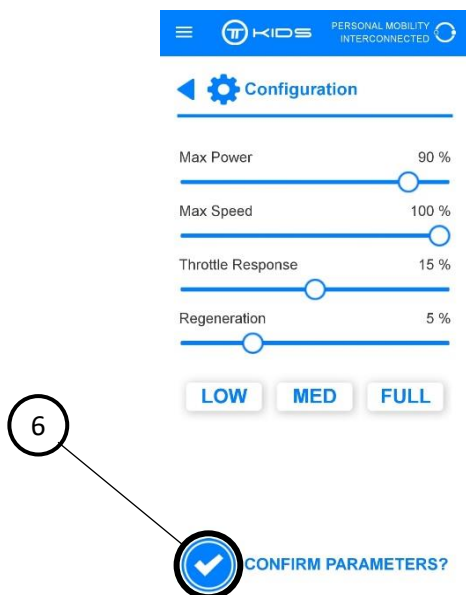 KIDS
PERSONAL MOBILITY
INTERCONNECTED
Configuration
Max Power 90 %
Max Speed 100 %
Throttle Response 15 %
Regeneration 5 %
LOW MED FULL
6
CONFIRM PARAMETERS?